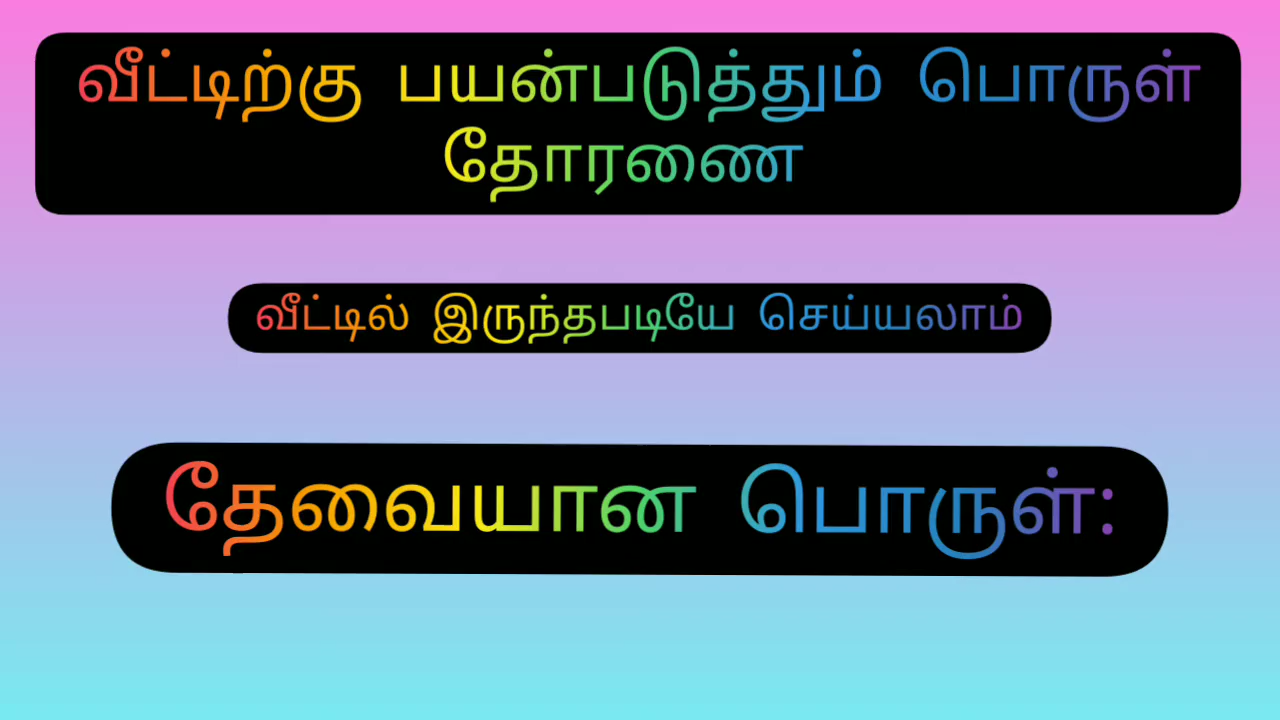 வீட்டிற்கு பயன்படுத்தும் பொருள்
தோரணை
வீட்டில் இருந்தபடியே செய்யலாம்
தேவையான பொருள்: